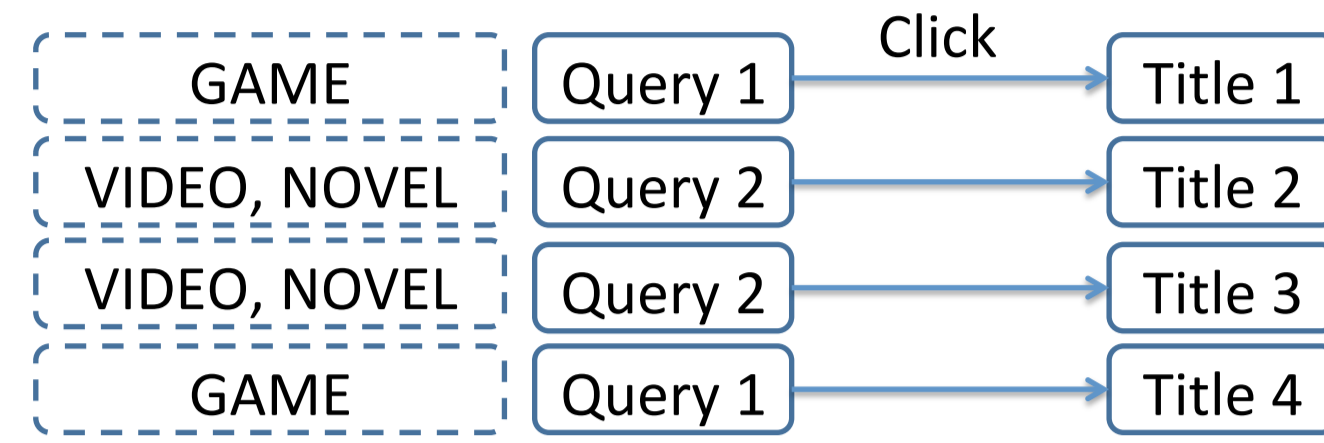 Click
GAME Query 1 Title 1
VIDEO, NOVEL Query 2 Title 2
VIDEO, NOVEL Query 2 Title 3
GAME Query 1 Title 4